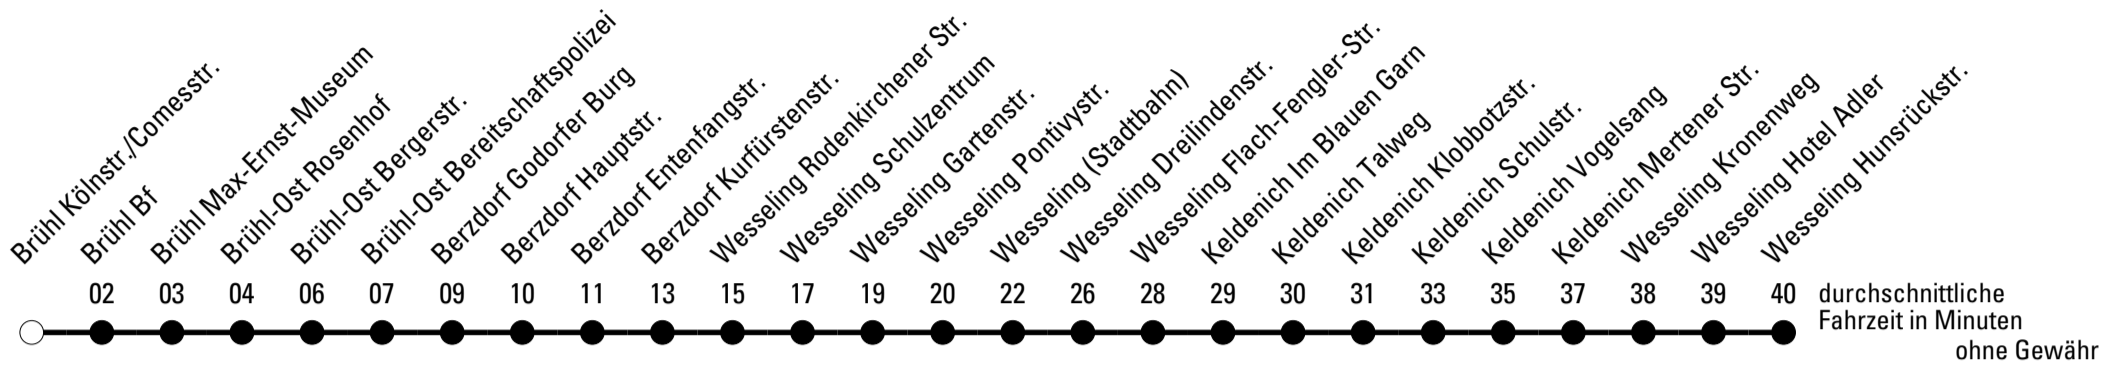 Brühl Kölnstr./Comesstr.
Brühl Bf
Brühl Max-Ernst-Museum
Brühl-Ost Rosenhof
Brühl-Ost Bergerstr.
Brühl-Ost Bereitschaftspolizei
Berzdorf Godorfer Burg
Berzdorf Hauptstr.
Berzdorf Entenfangstr.
Berzdorf Kurfürstenstr.
Wesseling Rodenkirchener Str.
Wesseling Schulzentrum
Wesseling Gartenstr.
Wesseling Pontivystr.
Wesseling (Stadtbahn)
Wesseling Dreilindenstr.
Wesseling Flach-Fengler-Str.
Keldenich Im Blauen Garn
Keldenich Talweg
Keldenich Klobbotzstr.
Keldenich Schulstr.
Keldenich Vogelsang
Keldenich Mertener Str.
Wesseling Kronenweg
Wesseling Hotel Adler
Wesseling Hunsrückstr.
02 03 04 06 07 09 10 11 13 15 17 19 20 22 26 28 29 30 31 33 35 37 38 39 40
durchschnittliche
Fahrzeit in Minuten
ohne Gewähr